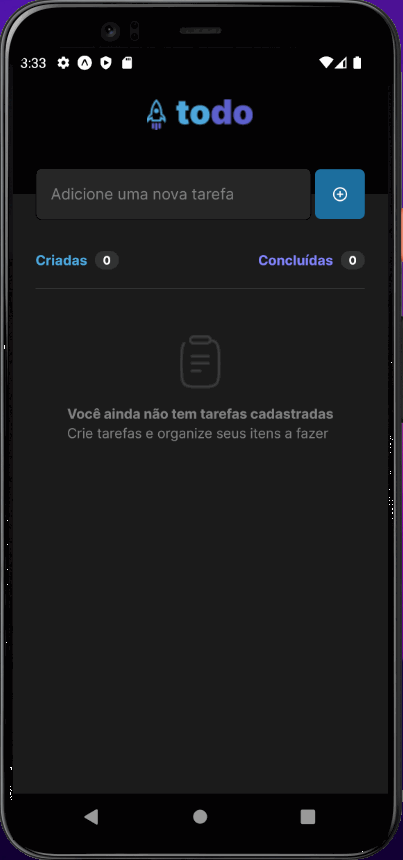 3:33
todo
Adicione uma nova tarefa
Criadas 0
Concluídas 0
Você ainda não tem tarefas cadastradas
Crie tarefas e organize seus itens a fazer